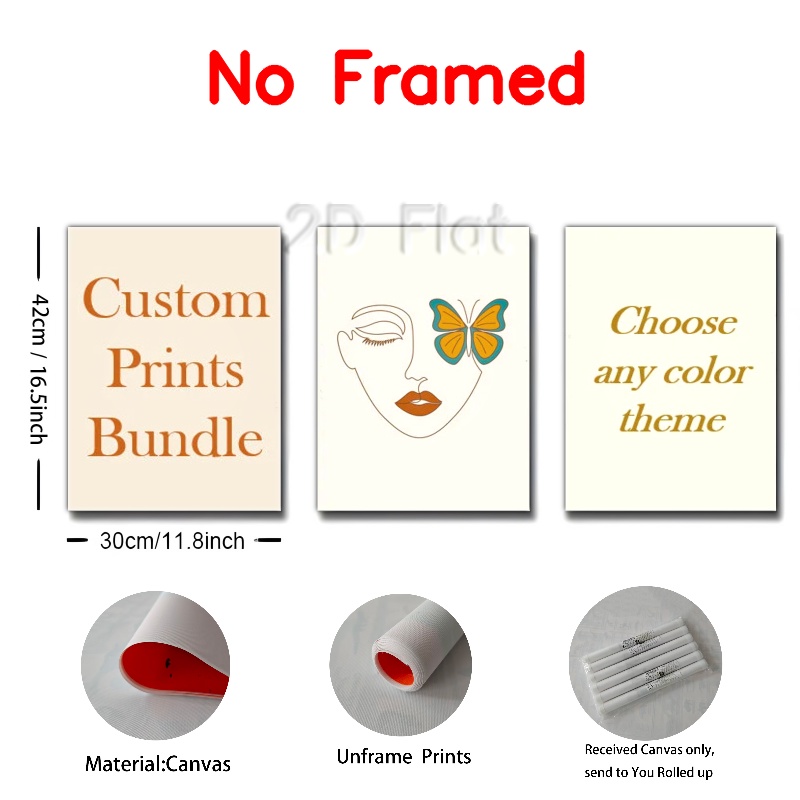 No Framed
2D Flat
Custom
Prints
Bundle
Choose
any color
theme
42cm / 16.5inch
30cm/11.8inch
Material:Canvas
Unframe Prints
Received Canvas only,
send to You Rolled up